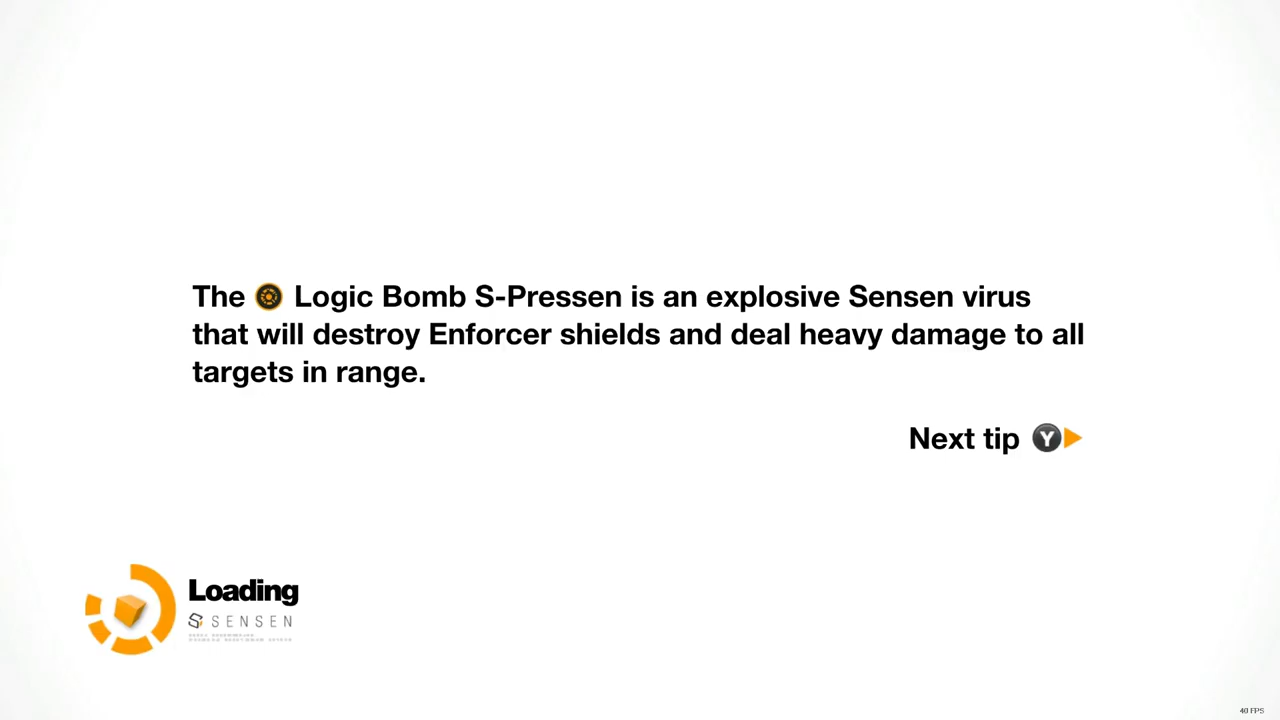 The Logic Bomb S-Pressen is an explosive Sensen virus
that will destroy Enforcer shields and deal heavy damage to all
targets in range.
Next tip Y
Loading
SENSEN
40 FPS